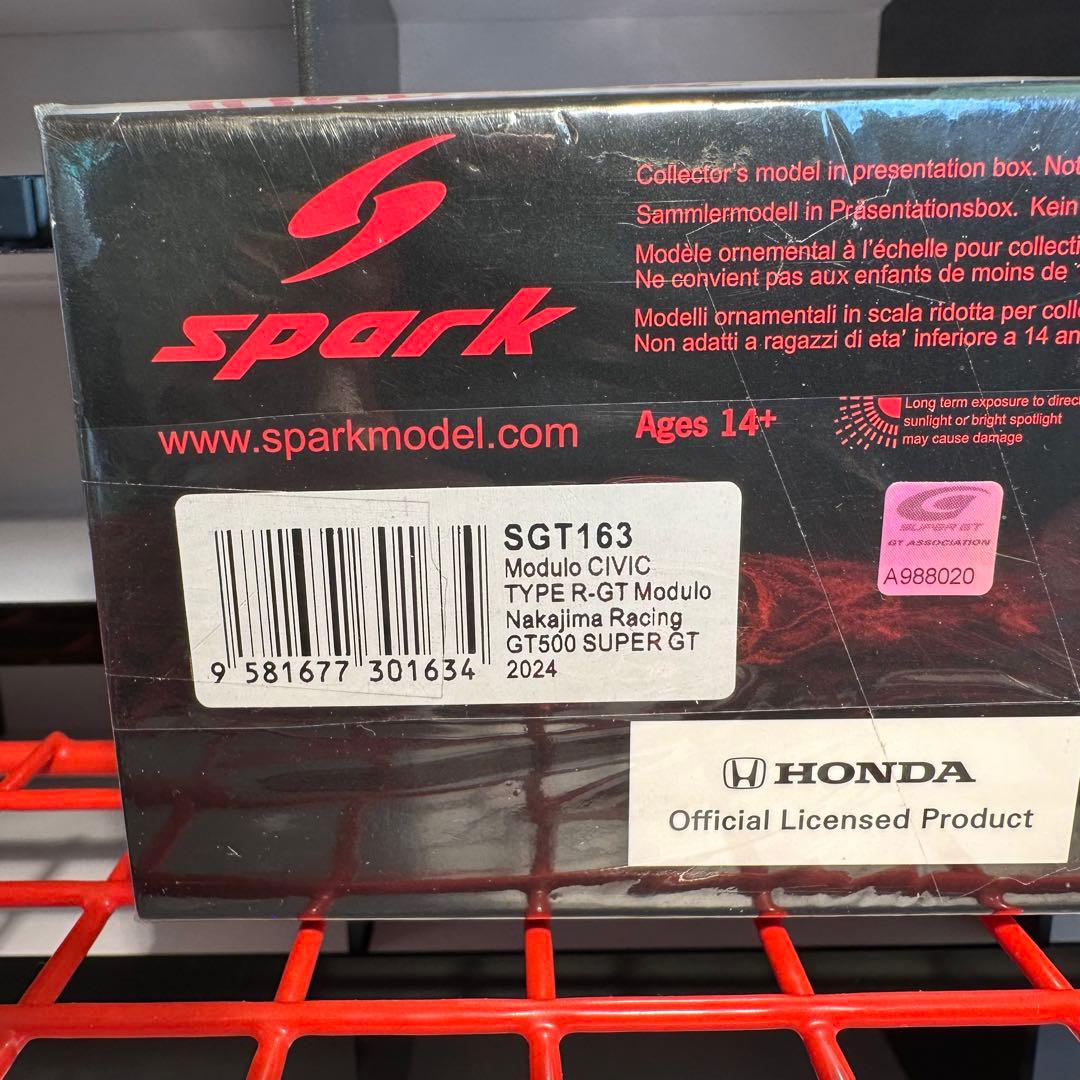 spark
www.sparkmodel.com
Collector's model in presentation box. Not
Sammlermodell in Präsentationsbox. Kein
Modèle ornemental à l'échelle pour collecti
Ne convient pas aux enfants de moins de
Modelli ornamentali in scala ridotta per colle
Non adatti a ragazzi di eta' inferiore a 14 an
Ages 14+
Long term exposure to direc
sunlight or bright spotlight
may cause damage
SGT163
Modulo CIVIC
TYPE R-GT Modulo
Nakajima Racing
GT500 SUPER GT
2024
9 581677 301634
SUPER GT
GT ASSOCIATION
A988020
HONDA
Official Licensed Product